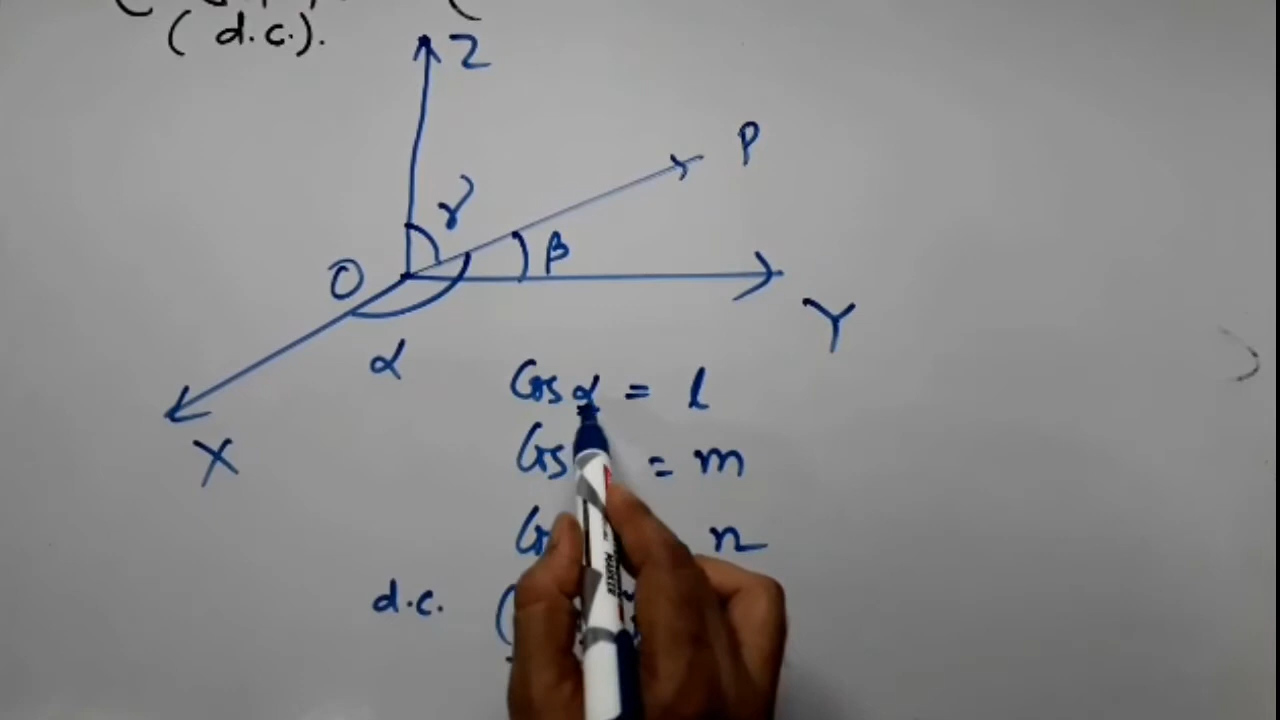 ( d.c.).
Z
P
γ
O
β
Y
α
X
Cos α = l
Cos = m
n
d.c. (